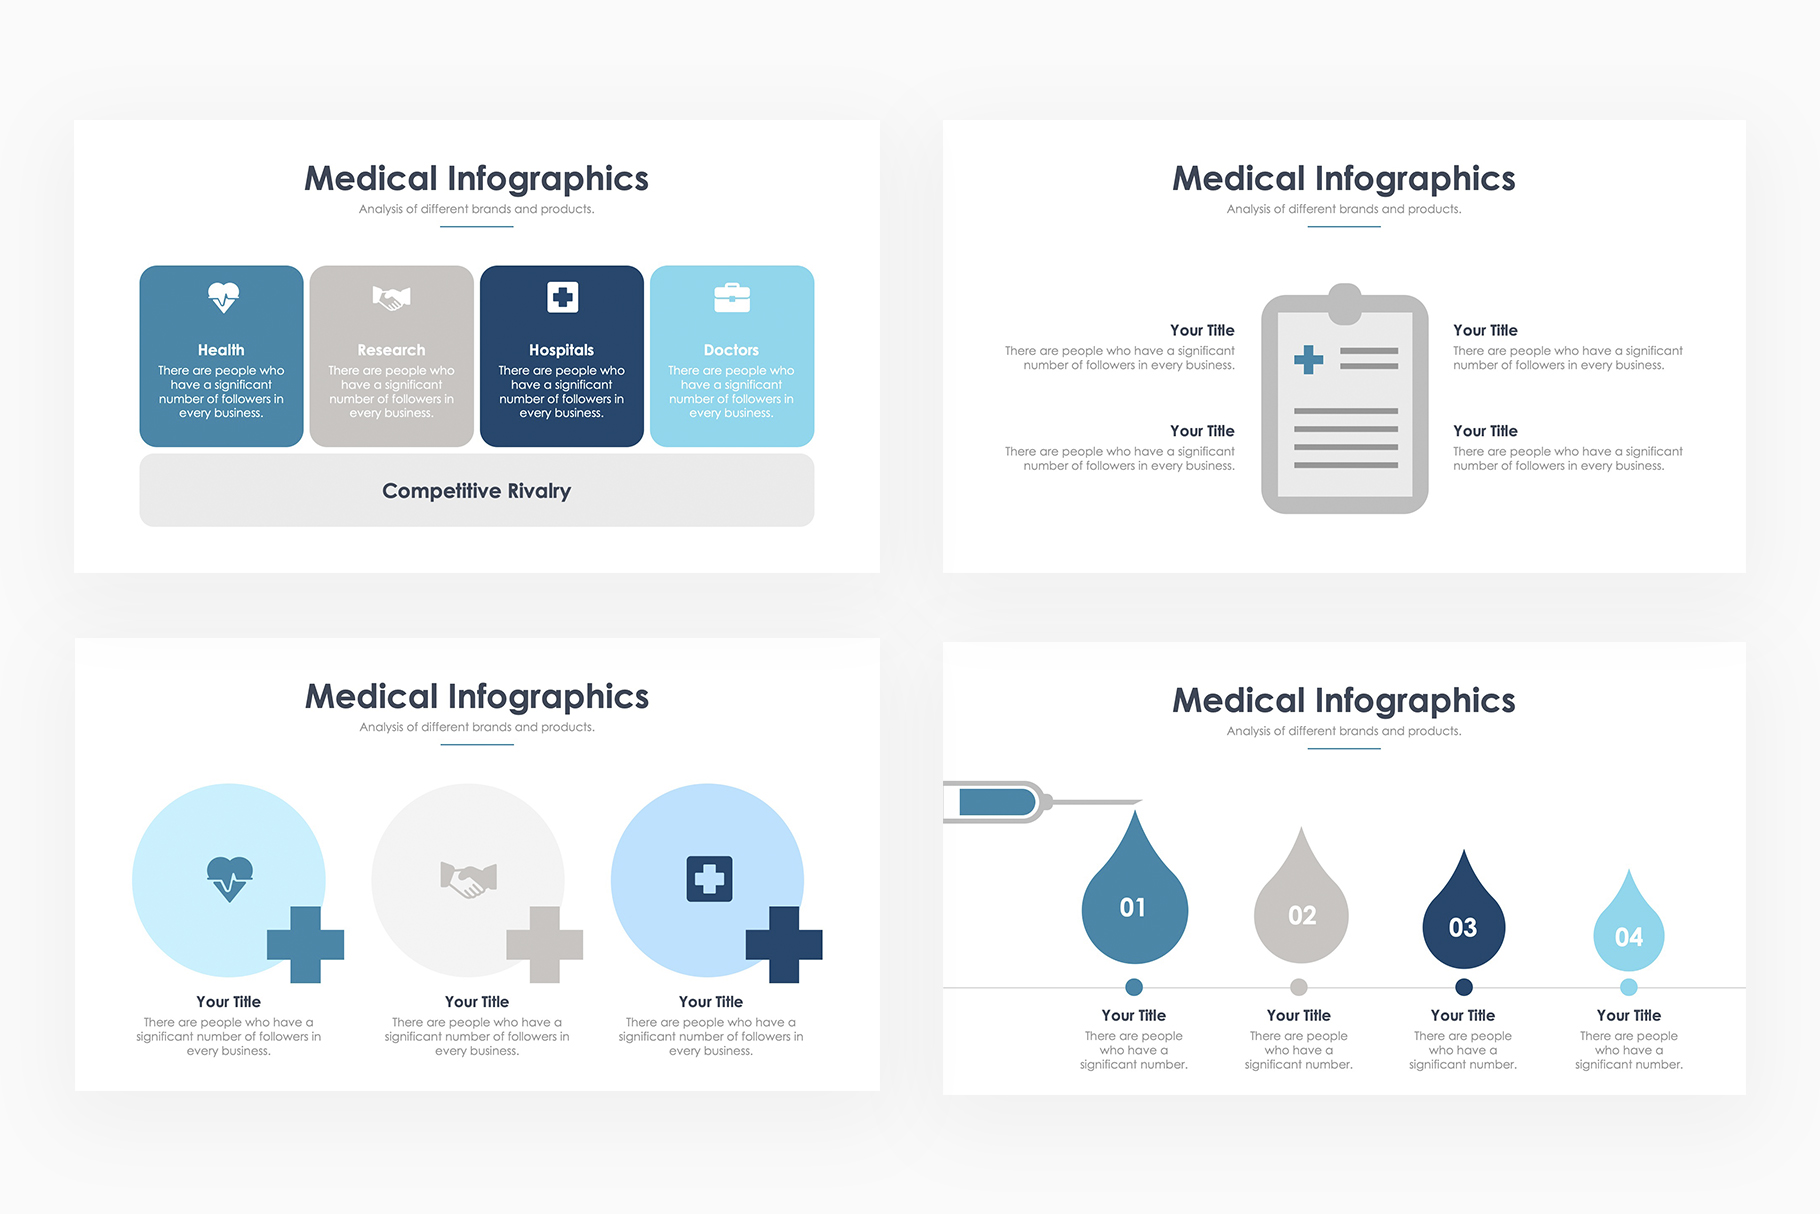 Medical Infographics
Analysis of different brands and products.
Health
There are people who
have a significant
number of followers in
every business.
Research
There are people who
have a significant
number of followers in
every business.
Hospitals
There are people who
have a significant
number of followers in
every business.
Doctors
There are people who
have a significant
number of followers in
every business.
Competitive Rivalry
Medical Infographics
Analysis of different brands and products.
Your Title
There are people who have a significant
number of followers in every business.
Your Title
There are people who have a significant
number of followers in every business.
Your Title
There are people who have a significant
number of followers in every business.
Your Title
There are people who have a significant
number of followers in every business.
Medical Infographics
Analysis of different brands and products.
Your Title
There are people who have a
significant number of followers in
every business.
Your Title
There are people who have a
significant number of followers in
every business.
Your Title
There are people who have a
significant number of followers in
every business.
Medical Infographics
Analysis of different brands and products.
01
02
03
04
Your Title
There are people
who have a
significant number.
Your Title
There are people
who have a
significant number.
Your Title
There are people
who have a
significant number.
Your Title
There are people
who have a
significant number.